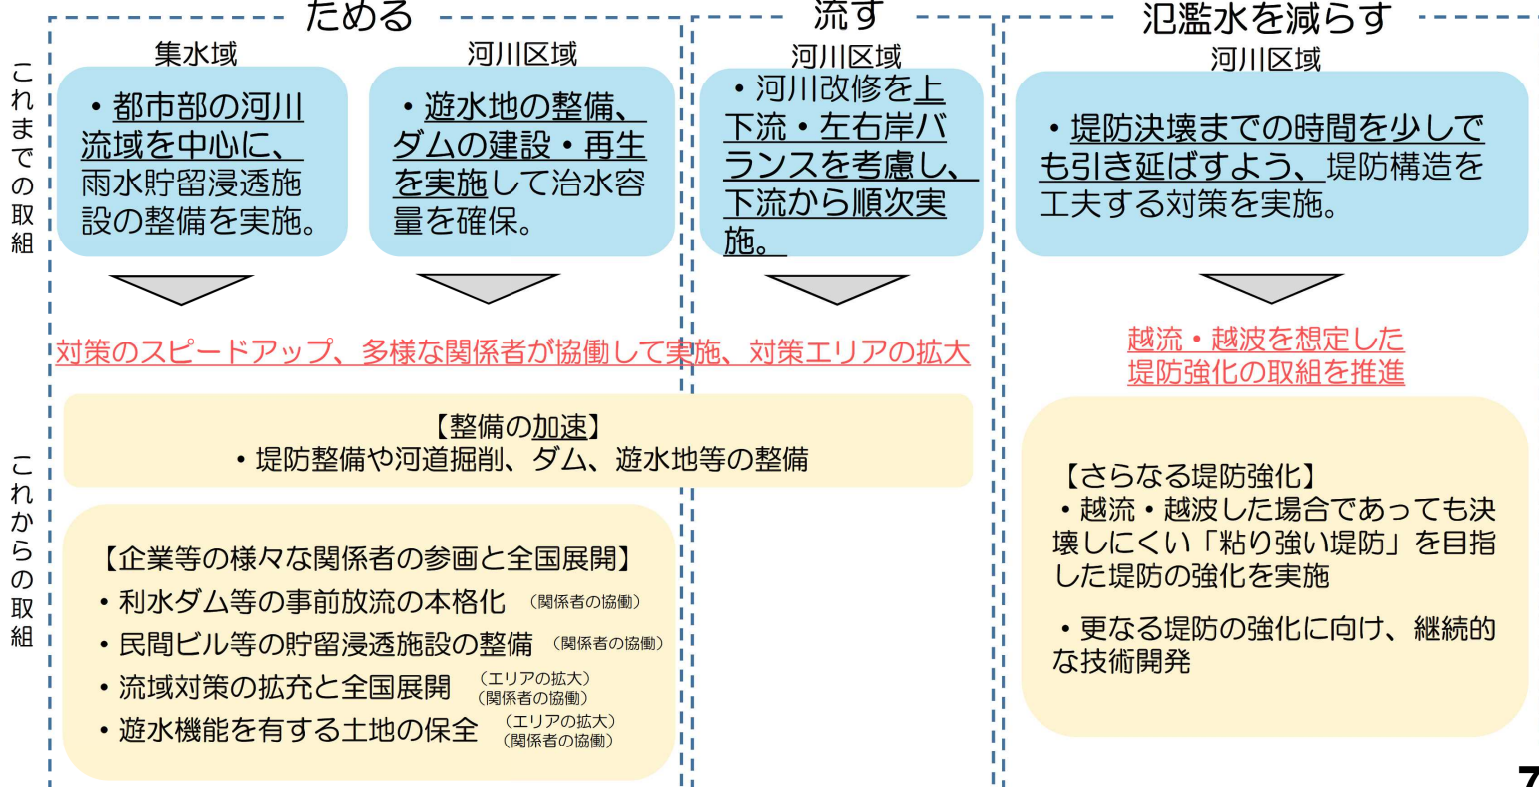 ためる
集水域
河川区域
流す
河川区域
氾濫水を減らす
河川区域
これまでの取組
・都市部の河川
流域を中心に、
雨水貯留浸透施
設の整備を実施。
・遊水地の整備、
ダムの建設・再生
を実施して治水容
量を確保。
・河川改修を上
下流・左右岸バ
ランスを考慮し、
下流から順次実
施。
・堤防決壊までの時間を少しで
も引き延ばすよう、堤防構造を
工夫する対策を実施。
対策のスピードアップ、多様な関係者が協働して実施、対策エリアの拡大
越流・越波を想定した
堤防強化の取組を推進
これからの取組
【整備の加速】
・堤防整備や河道掘削、ダム、遊水地等の整備
【企業等の様々な関係者の参画と全国展開】
・利水ダム等の事前放流の本格化 （関係者の協働）
・民間ビル等の貯留浸透施設の整備 （関係者の協働）
・流域対策の拡充と全国展開 （エリアの拡大）
（関係者の協働）
・遊水機能を有する土地の保全 （エリアの拡大）
（関係者の協働）
【さらなる堤防強化】
・越流・越波した場合であっても決
壊しにくい「粘り強い堤防」を目指
した堤防の強化を実施
・更なる堤防の強化に向け、継続的
な技術開発
7